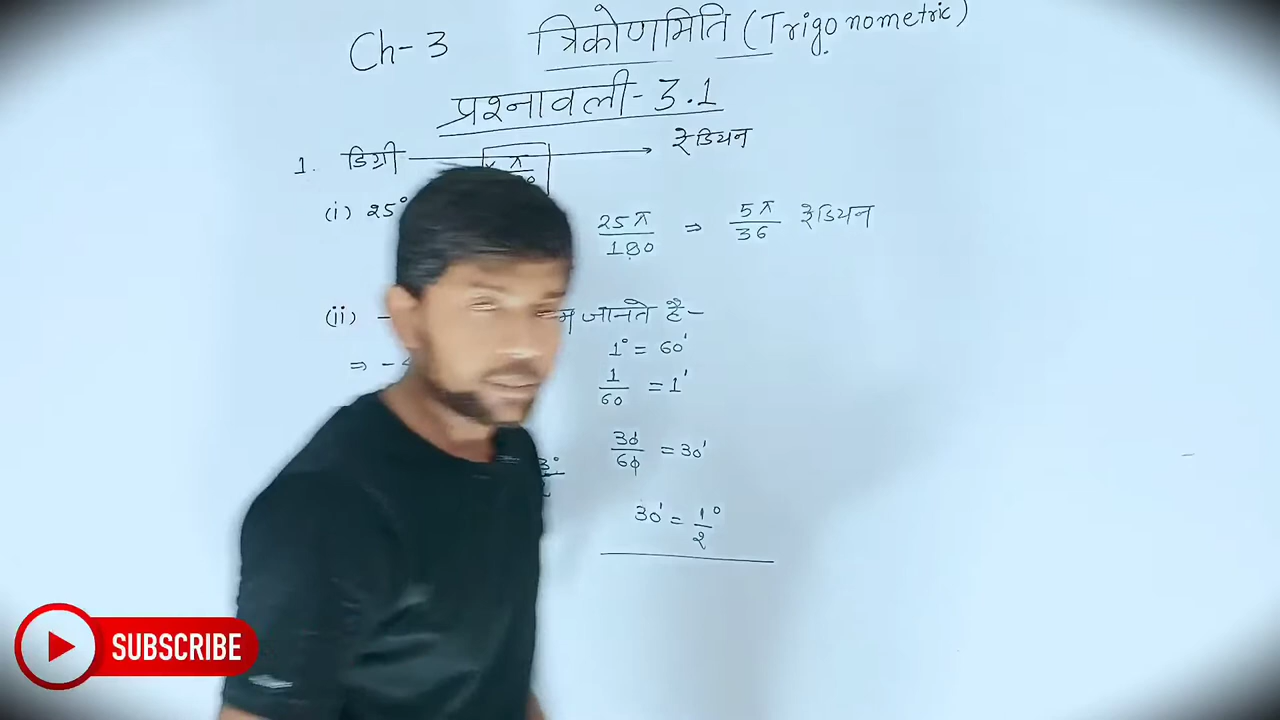 Ch-3 त्रिकोणमिति (Trigonometric)
प्रश्नावली-3.1
1. डिग्री रेडियन
(i) 25° 25π/180 ⇒ 5π/36 रेडियन
(ii) - जानते है-
1° = 60'
⇒ -4
1/60 = 1'
30/60 = 30'
30' = 1°/2
SUBSCRIBE